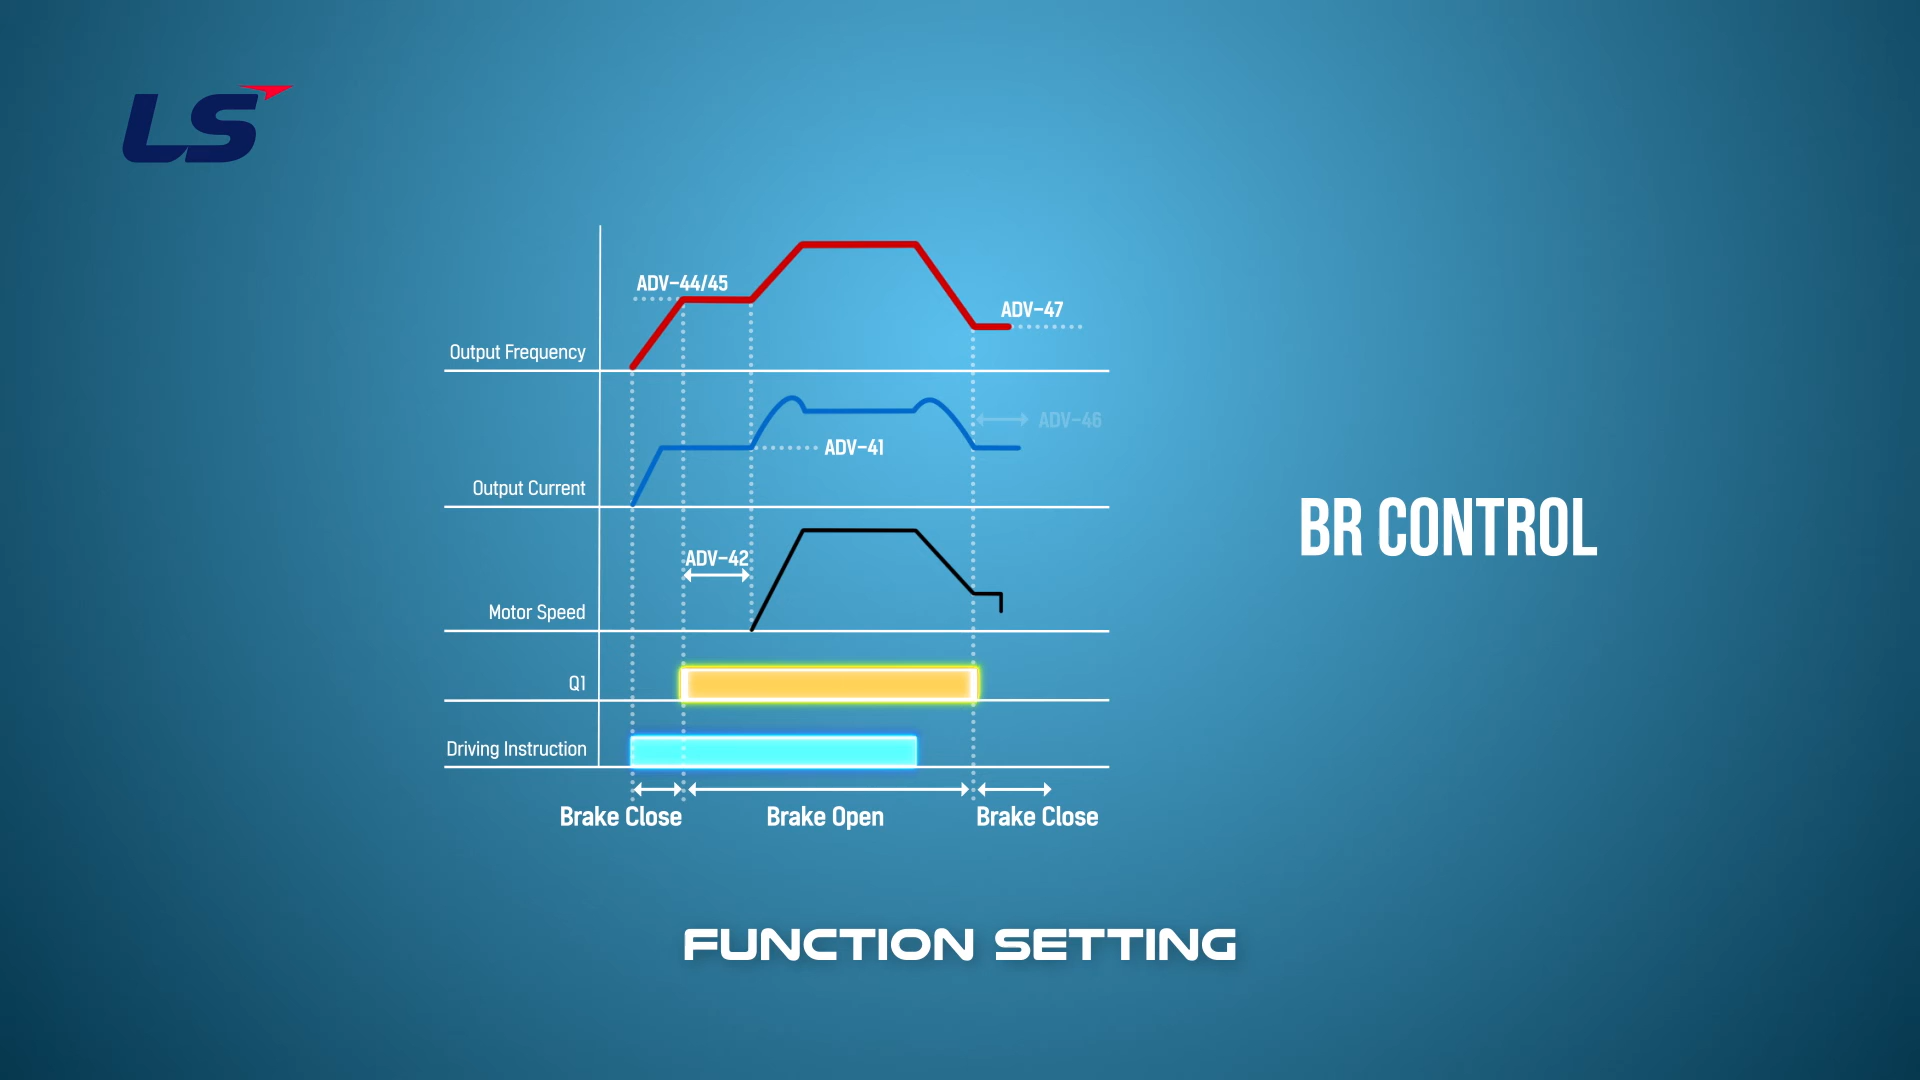 LS
ADV-44/45
ADV-47
Output Frequency
ADV-46
ADV-41
Output Current
BR CONTROL
ADV-42
Motor Speed
Q1
Driving Instruction
Brake Close
Brake Open
Brake Close
FUNCTION SETTING